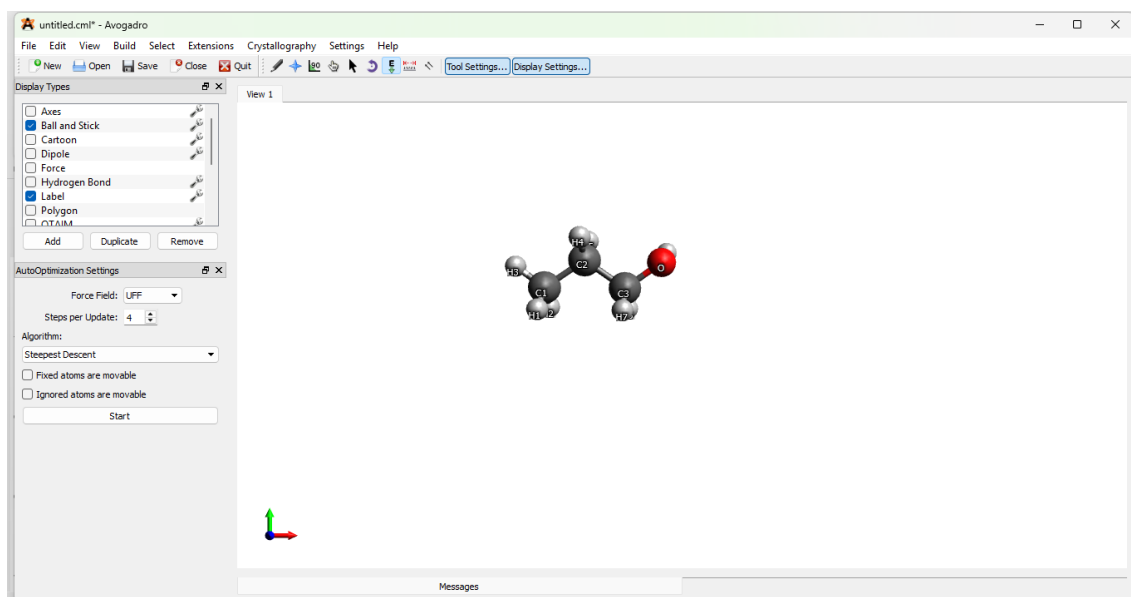 untitled.cml* - Avogadro
File Edit View Build Select Extensions Crystallography Settings Help
New Open Save Close Quit Tool Settings... Display Settings...
Display Types
View 1
Axes
Ball and Stick
Cartoon
Dipole
Force
Hydrogen Bond
Label
Polygon
QTAIM
Add Duplicate Remove
AutoOptimization Settings
Force Field: UFF
Steps per Update: 4
Algorithm:
Steepest Descent
Fixed atoms are movable
Ignored atoms are movable
Start
H4
C2
O
H3
C1
C3
H1 2
H7
Messages